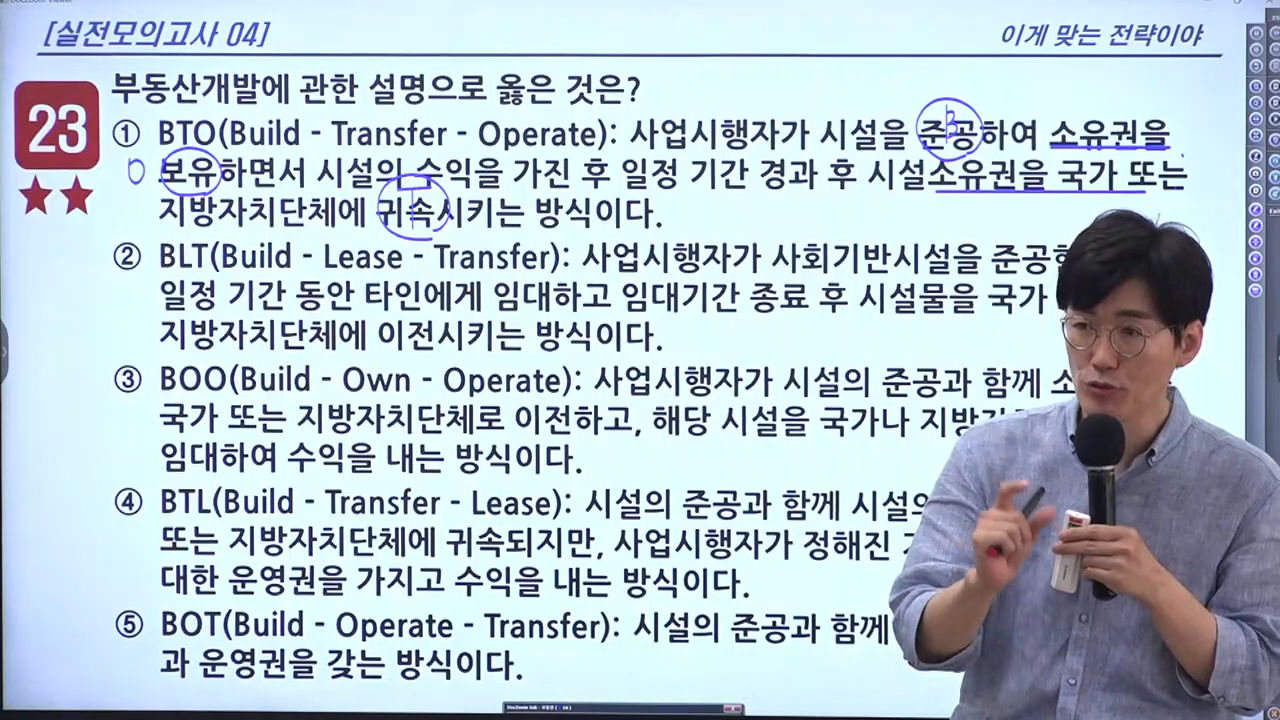 [실전모의고사 04]
이게 맞는 전략이야
23
부동산개발에 관한 설명으로 옳은 것은?
① BTO(Build - Transfer - Operate): 사업시행자가 시설을 준공하여 소유권을
보유하면서 시설의 수익을 가진 후 일정 기간 경과 후 시설소유권을 국가 또는
지방자치단체에 귀속시키는 방식이다.
② BLT(Build - Lease - Transfer): 사업시행자가 사회기반시설을
일정 기간 동안 타인에게 임대하고 임대기간 종료 후 시설물을 국가
지방자치단체에 이전시키는 방식이다.
③ BOO(Build - Own - Operate): 사업시행자가 시설의 준공과 함께
국가 또는 지방자치단체로 이전하고, 해당 시설을 국가나
임대하여 수익을 내는 방식이다.
④ BTL(Build - Transfer - Lease): 시설의 준공과 함께
또는 지방자치단체에 귀속되지만, 사업시행자가 정해진
대한 운영권을 가지고 수익을 내는 방식이다.
⑤ BOT(Build - Operate - Transfer): 시설의 준공과 함께
과 운영권을 갖는 방식이다.
B
O
T